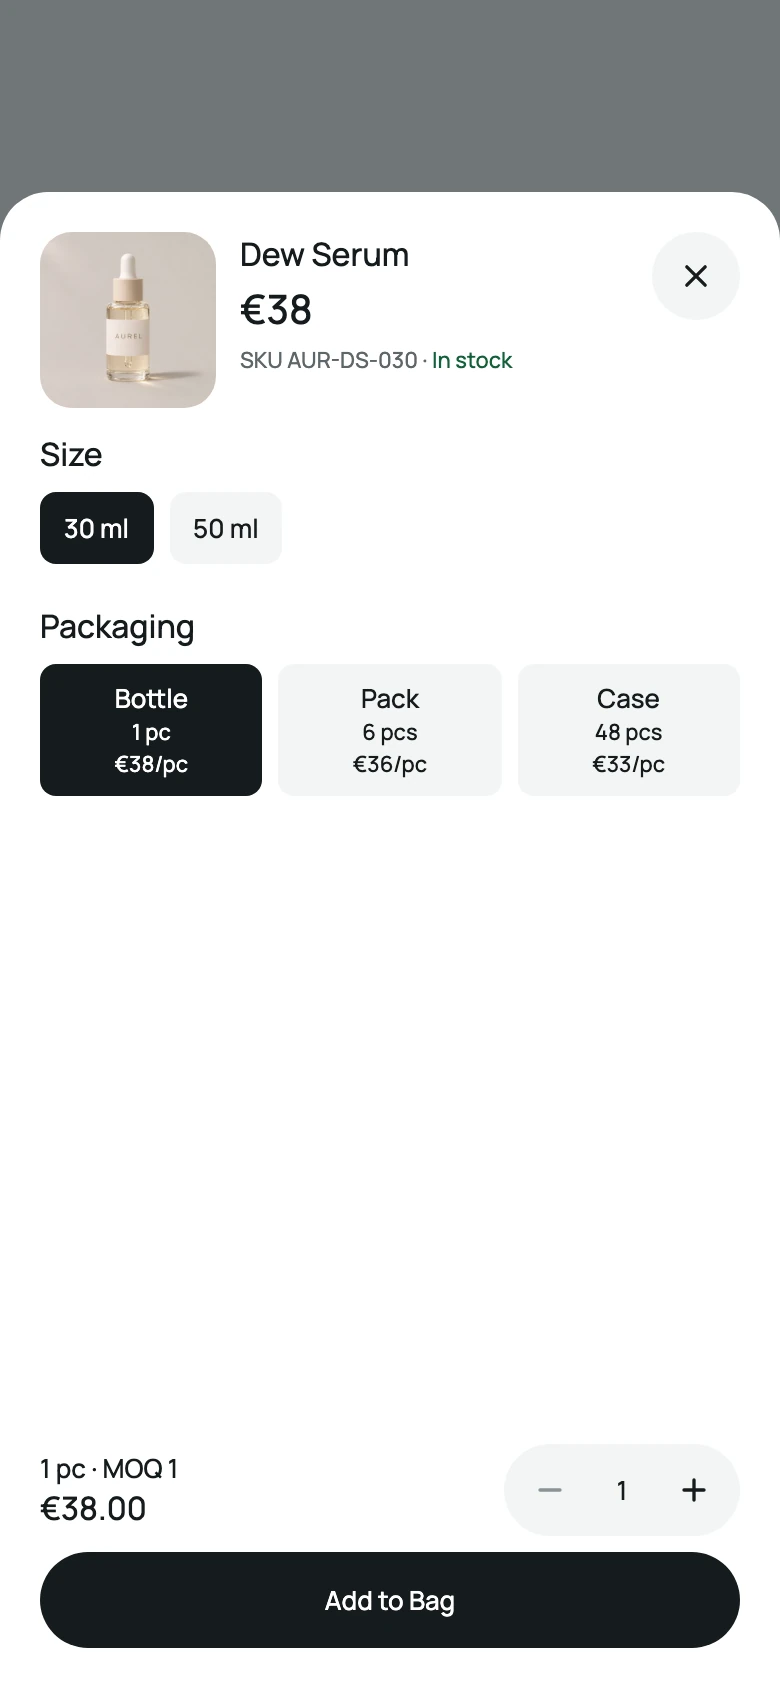 AUREL
Dew Serum
€38
SKU AUR-DS-030 · In stock
Size
30 ml
50 ml
Packaging
Bottle
1 pc
€38/pc
Pack
6 pcs
€36/pc
Case
48 pcs
€33/pc
1 pc · MOQ 1
€38.00
1
Add to Bag